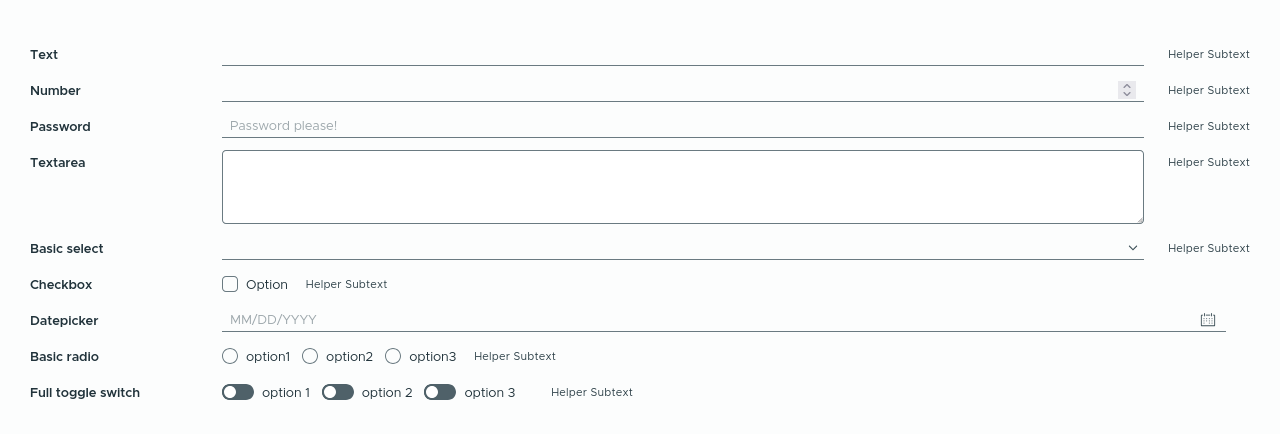 Text Helper Subtext
Number Helper Subtext
Password Password please! Helper Subtext
Textarea Helper Subtext
Basic select Helper Subtext
Checkbox Option Helper Subtext
Datepicker MM/DD/YYYY
Basic radio option1 option2 option3 Helper Subtext
Full toggle switch option 1 option 2 option 3 Helper Subtext